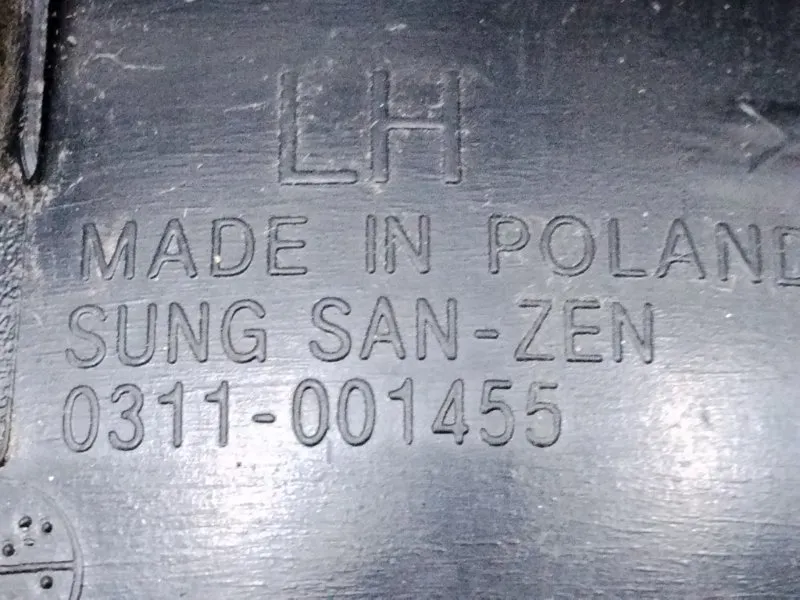 LH
MADE IN POLAND
SUNG SAN-ZEN
0311-001455